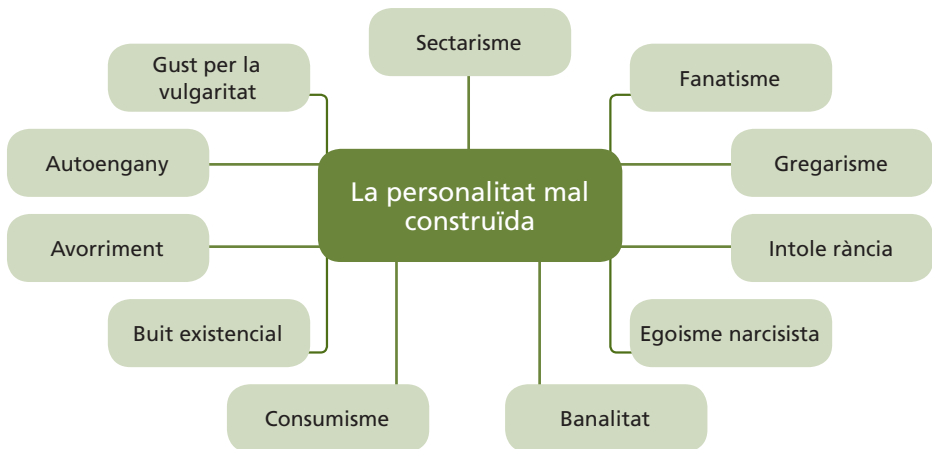 Sectarisme
Gust per la
vulgaritat
Fanatisme
Autoengany
Gregarisme
La personalitat mal
construïda
Avorriment
Intole rància
Buit existencial
Egoisme narcisista
Consumisme
Banalitat